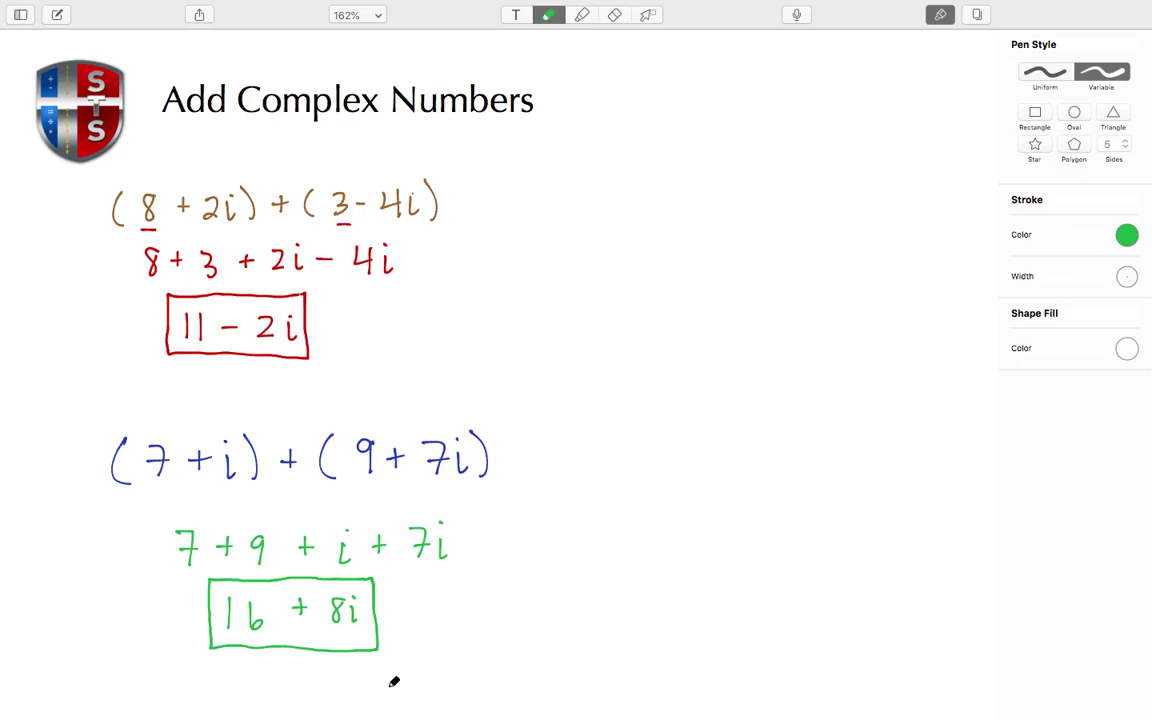 162%
T
Pen Style
Uniform Variable
Rectangle Oval Triangle
5
Star Polygon Sides
Stroke
Color
Width
Shape Fill
Color
STS
Add Complex Numbers
(8 + 2i) + (3 - 4i)
8 + 3 + 2i - 4i
11 - 2i
(7 + i) + (9 + 7i)
7 + 9 + i + 7i
16 + 8i